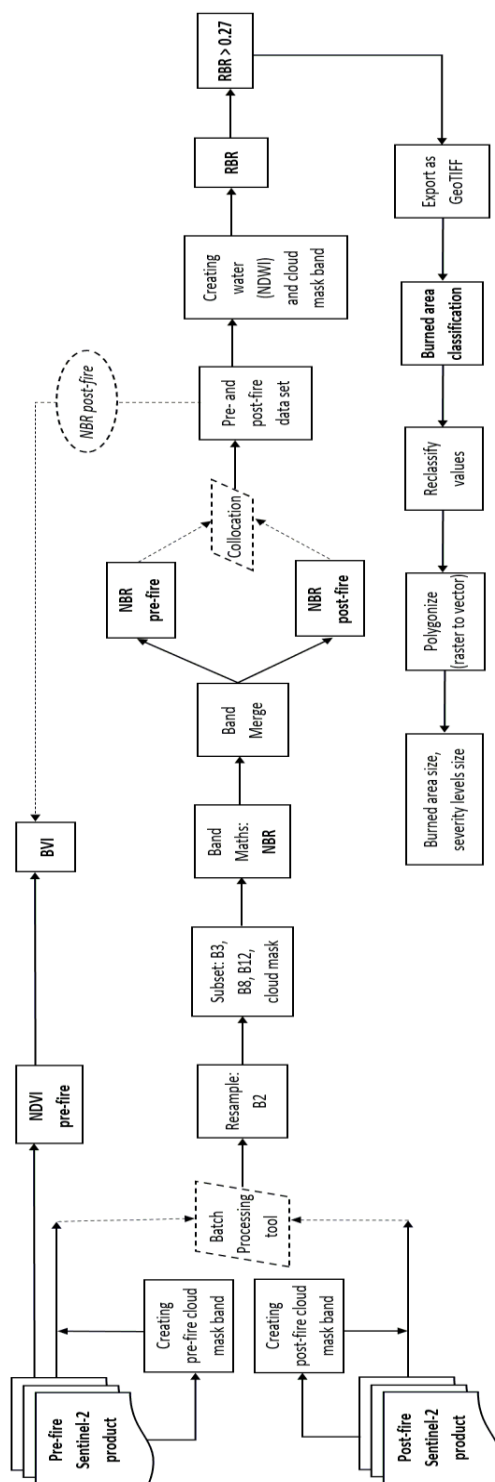 Pre-fire
Sentinel-2
product
Post-fire
Sentinel-2
product
Creating
pre-fire cloud
mask band
Creating
post-fire cloud
mask band
NDVI
pre-fire
BVI
Batch
Processing
tool
Resample:
B2
Subset: B3,
B8, B12,
cloud mask
Band
Maths:
NBR
Band
Merge
NBR
pre-fire
NBR
post-fire
Collocation
Pre- and
post-fire
data set
NBR post-fire
Creating
water
(NDWI)
and cloud
mask band
RBR
RBR > 0.27
Export as
GeoTIFF
Burned area
classification
Reclassify
values
Polygonize
(raster to vector)
Burned area size,
severity levels size